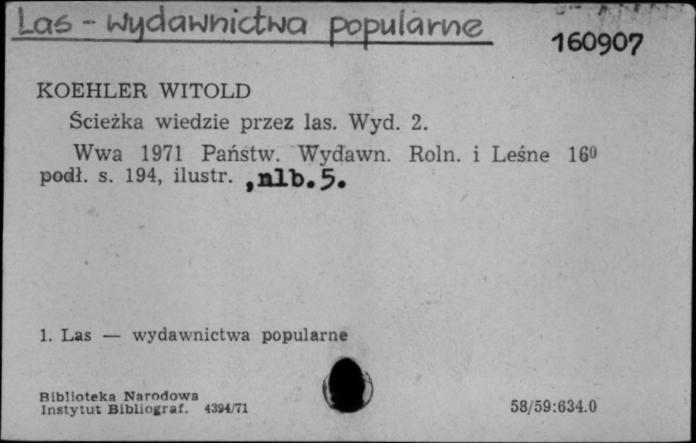 Las - wydawnictwa popularne
160907
KOEHLER WITOLD
Ścieżka wiedzie przez las. Wyd. 2.
Wwa 1971 Państw. Wydawn. Roln. i Leśne 16⁰
podł. s. 194, ilustr. , nlb. 5.
1. Las — wydawnictwa popularne
Biblioteka Narodowa
Instytut Bibliograf. 4394/71
58/59:634.0